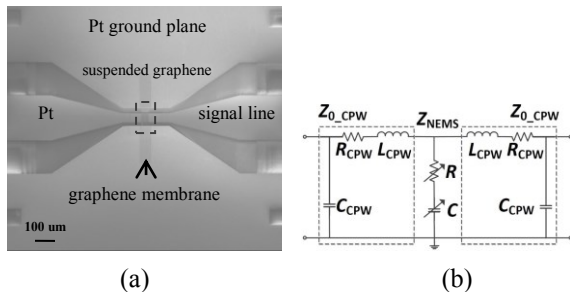 Pt ground plane
suspended graphene
Pt
signal line
graphene membrane
100 um
(a)
Z0_CPW
ZNEMS
Z0_CPW
RCPW
LCPW
LCPW
RCPW
R
C
CCPW
CCPW
(b)